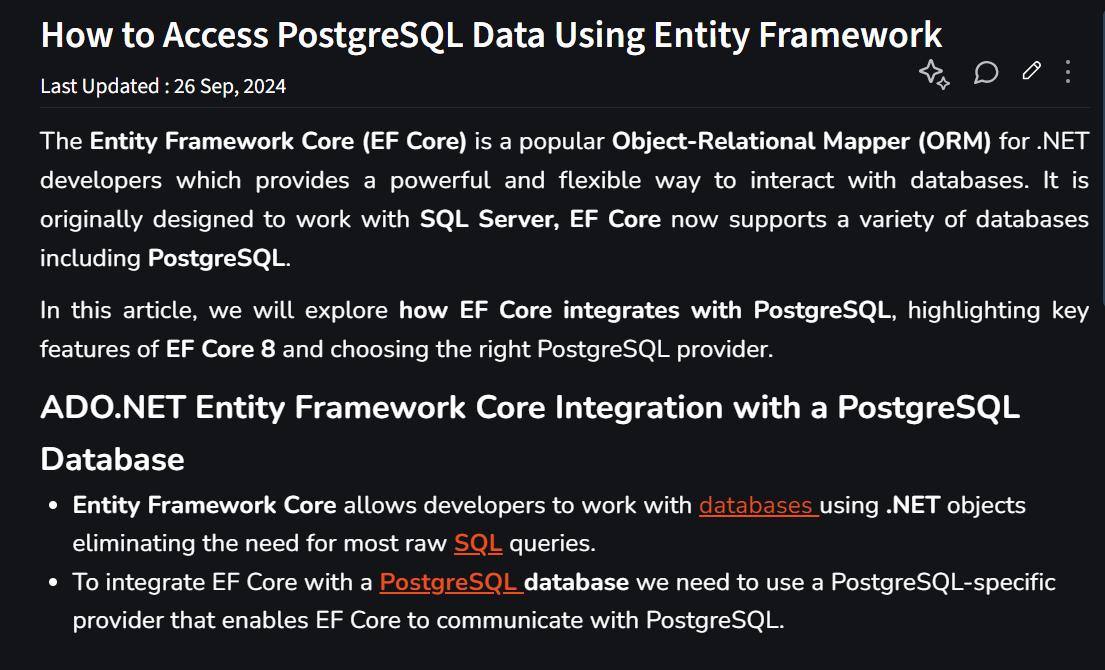 How to Access PostgreSQL Data Using Entity Framework
Last Updated : 26 Sep, 2024
The Entity Framework Core (EF Core) is a popular Object-Relational Mapper (ORM) for .NET
developers which provides a powerful and flexible way to interact with databases. It is
originally designed to work with SQL Server, EF Core now supports a variety of databases
including PostgreSQL.
In this article, we will explore how EF Core integrates with PostgreSQL, highlighting key
features of EF Core 8 and choosing the right PostgreSQL provider.
ADO.NET Entity Framework Core Integration with a PostgreSQL
Database
• Entity Framework Core allows developers to work with databases using .NET objects
eliminating the need for most raw SQL queries.
• To integrate EF Core with a PostgreSQL database we need to use a PostgreSQL-specific
provider that enables EF Core to communicate with PostgreSQL.